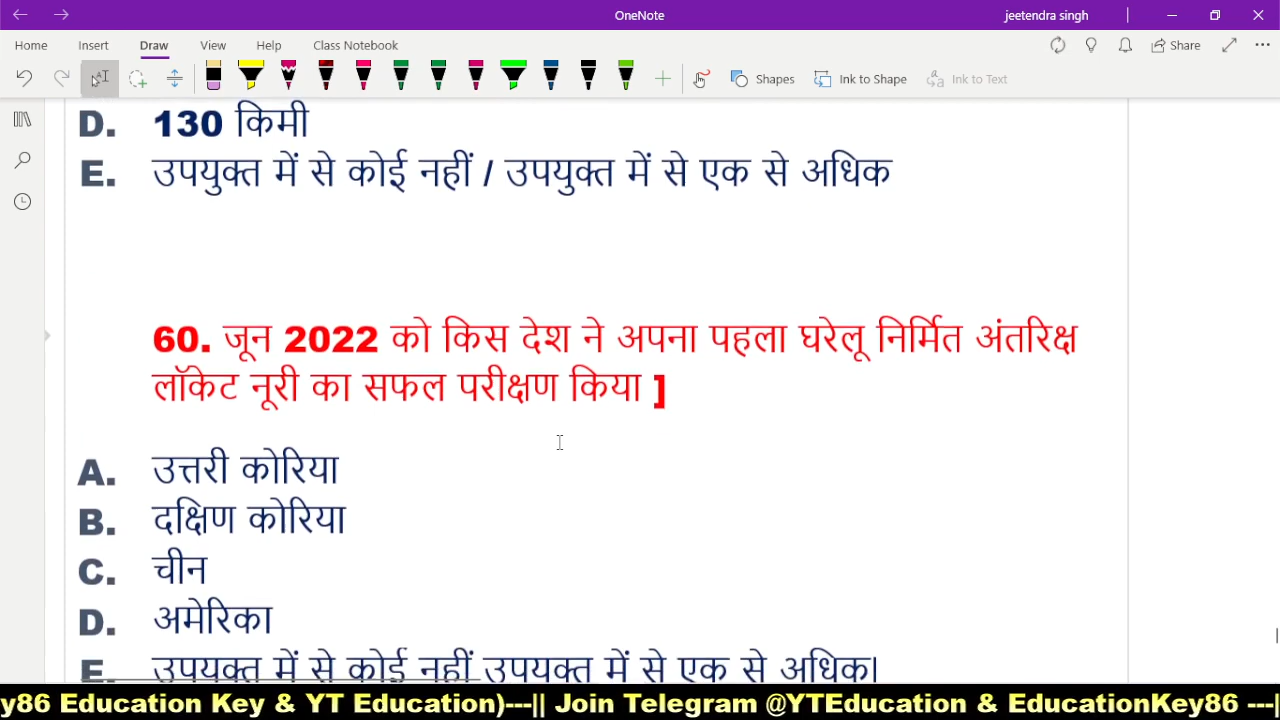 OneNote
jeetendra singh
Home Insert Draw View Help Class Notebook
Share
Shapes Ink to Shape Ink to Text
D. 130 किमी
E. उपयुक्त में से कोई नहीं / उपयुक्त में से एक से अधिक
60. जून 2022 को किस देश ने अपना पहला घरेलू निर्मित अंतरिक्ष
लॉकेट नूरी का सफल परीक्षण किया ]
A. उत्तरी कोरिया
B. दक्षिण कोरिया
C. चीन
D. अमेरिका
E. उपयुक्त में से कोई नहीं उपयुक्त में से एक से अधिक|
y86 Education Key & YT Education)---|| Join Telegram @YTEducation & EducationKey86 ---|